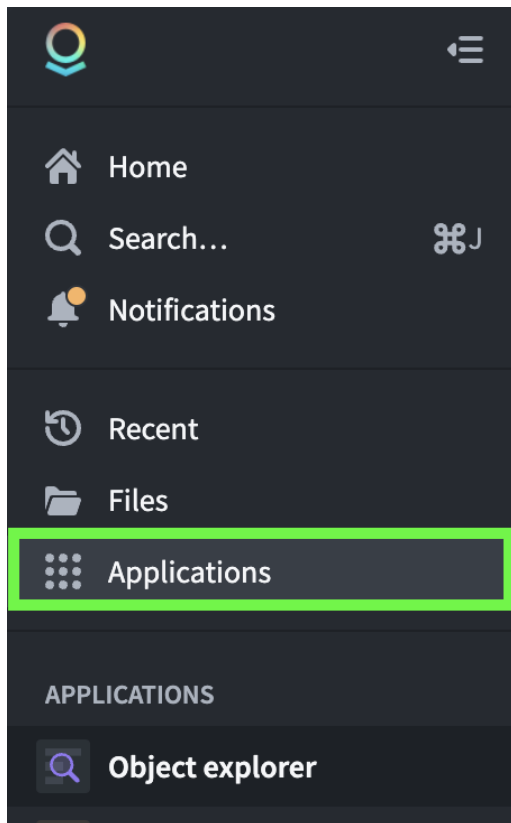 Home
Search… ⌘J
Notifications
Recent
Files
Applications
APPLICATIONS
Object explorer